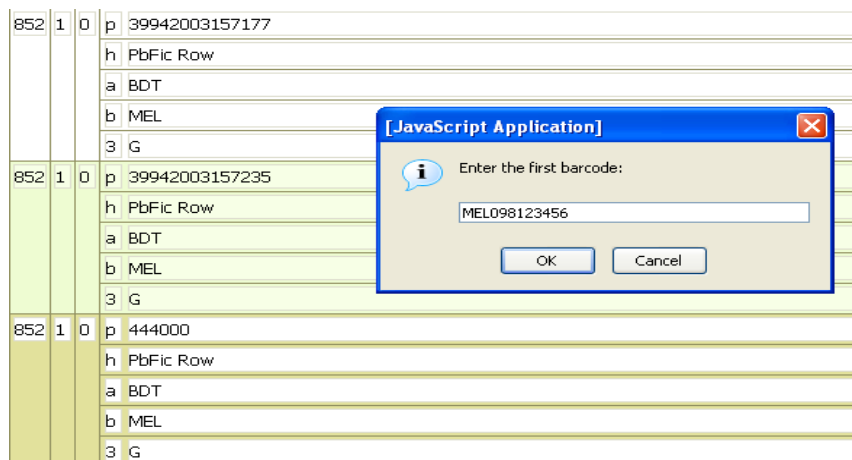 852 1 0 p 39942003157177
h PbFic Row
a BDT
b MEL
3 G
852 1 0 p 39942003157235
h PbFic Row
a BDT
b MEL
3 G
852 1 0 p 444000
h PbFic Row
a BDT
b MEL
3 G
[JavaScript Application]
Enter the first barcode:
MEL098123456
OK Cancel